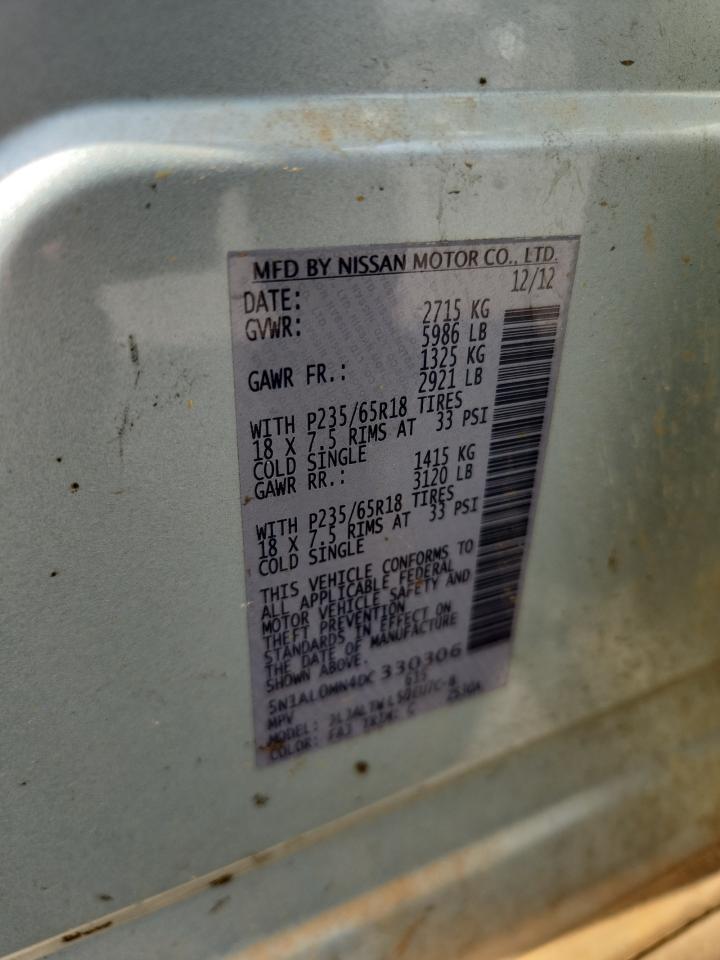 MFD BY NISSAN MOTOR CO., LTD.
DATE: 12/12
GVWR: 2715 KG
5986 LB
GAWR FR.: 1325 KG
2921 LB
WITH P235/65R18 TIRES
18 X 7.5 RIMS AT 33 PSI
COLD SINGLE
GAWR RR.: 1415 KG
3120 LB
WITH P235/65R18 TIRES
18 X 7.5 RIMS AT 33 PSI
COLD SINGLE
THIS VEHICLE CONFORMS TO
ALL APPLICABLE FEDERAL
MOTOR VEHICLE SAFETY AND
THEFT PREVENTION
STANDARDS IN EFFECT ON
THE DATE OF MANUFACTURE
SHOWN ABOVE.
5N1AL0MN4DC 330306
MPV
MODEL:
COLOR: TRIM: G